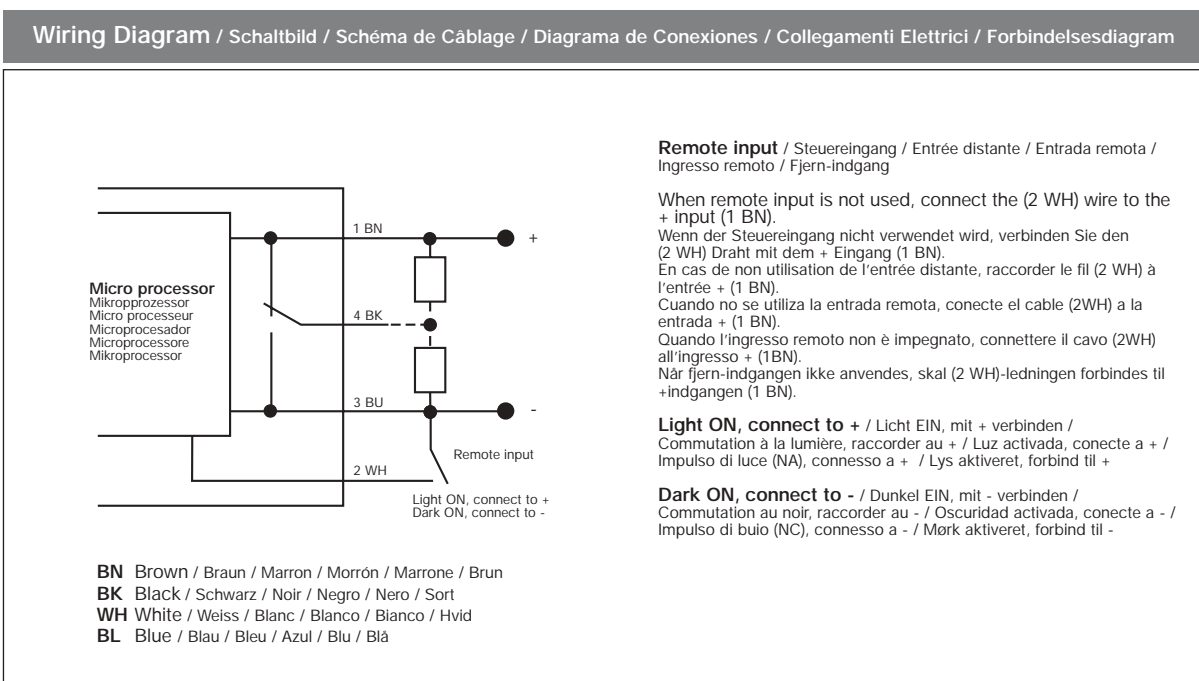 Wiring Diagram / Schaltbild / Schéma de Câblage / Diagrama de Conexiones / Collegamenti Elettrici / Forbindelsesdiagram
1 BN
+
Micro processor
Mikropprozessor
Micro processeur
Microprocesador
Microprocessore
Mikroprocessor
4 BK
3 BU
-
Remote input
2 WH
Light ON, connect to +
Dark ON, connect to -
BN Brown / Braun / Marron / Morrón / Marrone / Brun
BK Black / Schwarz / Noir / Negro / Nero / Sort
WH White / Weiss / Blanc / Blanco / Bianco / Hvid
BL Blue / Blau / Bleu / Azul / Blu / Blå
Remote input / Steuereingang / Entrée distante / Entrada remota /
Ingresso remoto / Fjern-indgang
When remote input is not used, connect the (2 WH) wire to the
+ input (1 BN).
Wenn der Steuereingang nicht verwendet wird, verbinden Sie den
(2 WH) Draht mit dem + Eingang (1 BN).
En cas de non utilisation de l'entrée distante, raccorder le fil (2 WH) à
l'entrée + (1 BN).
Cuando no se utiliza la entrada remota, conecte el cable (2WH) a la
entrada + (1 BN).
Quando l'ingresso remoto non è impegnato, connettere il cavo (2WH)
all'ingresso + (1BN).
Når fjern-indgangen ikke anvendes, skal (2 WH)-ledningen forbindes til
+indgangen (1 BN).
Light ON, connect to + / Licht EIN, mit + verbinden /
Commutation à la lumière, raccorder au + / Luz activada, conecte a + /
Impulso di luce (NA), connesso a + / Lys aktiveret, forbind til +
Dark ON, connect to - / Dunkel EIN, mit - verbinden /
Commutation au noir, raccorder au - / Oscuridad activada, conecte a - /
Impulso di buio (NC), connesso a - / Mørk aktiveret, forbind til -